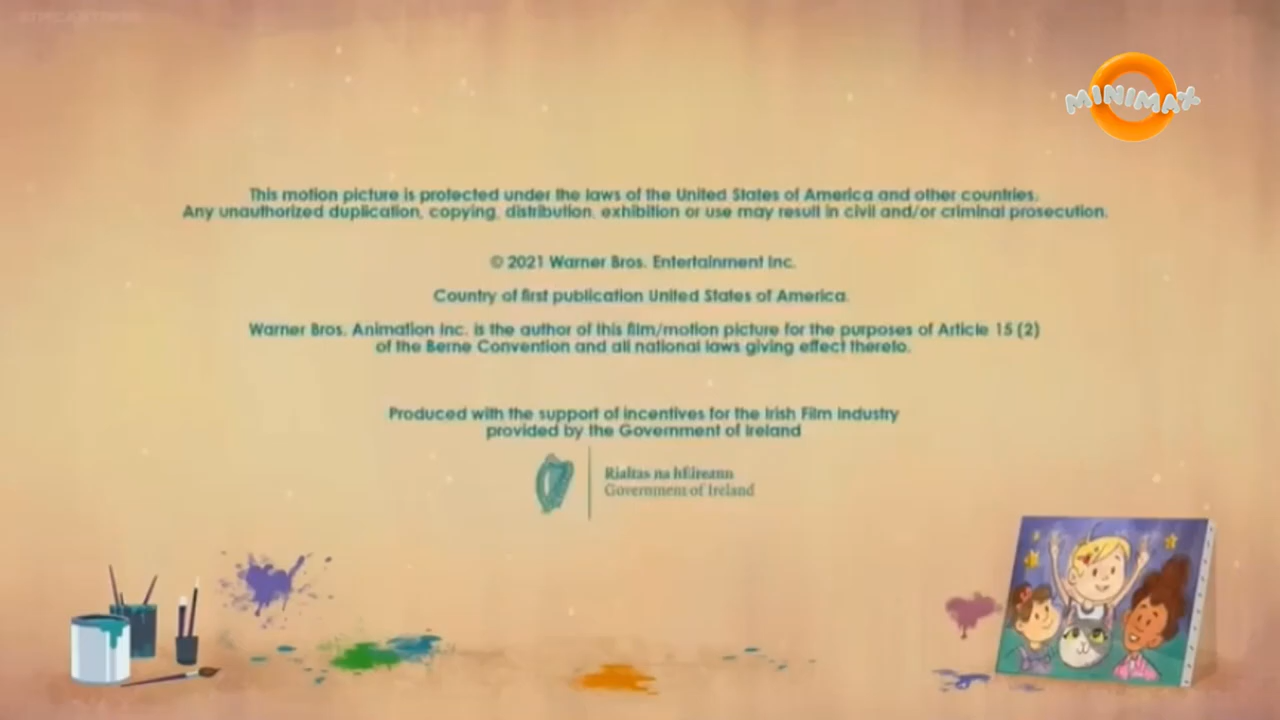 MINIMAX
This motion picture is protected under the laws of the United States of America and other countries.
Any unauthorized duplication, copying, distribution, exhibition or use may result in civil and/or criminal prosecution.
© 2021 Warner Bros. Entertainment Inc.
Country of first publication United States of America.
Warner Bros. Animation Inc. is the author of this film/motion picture for the purposes of Article 15 (2)
of the Berne Convention and all national laws giving effect thereto.
Produced with the support of incentives for the Irish Film Industry
provided by the Government of Ireland
Rialtas na hÉireann
Government of Ireland